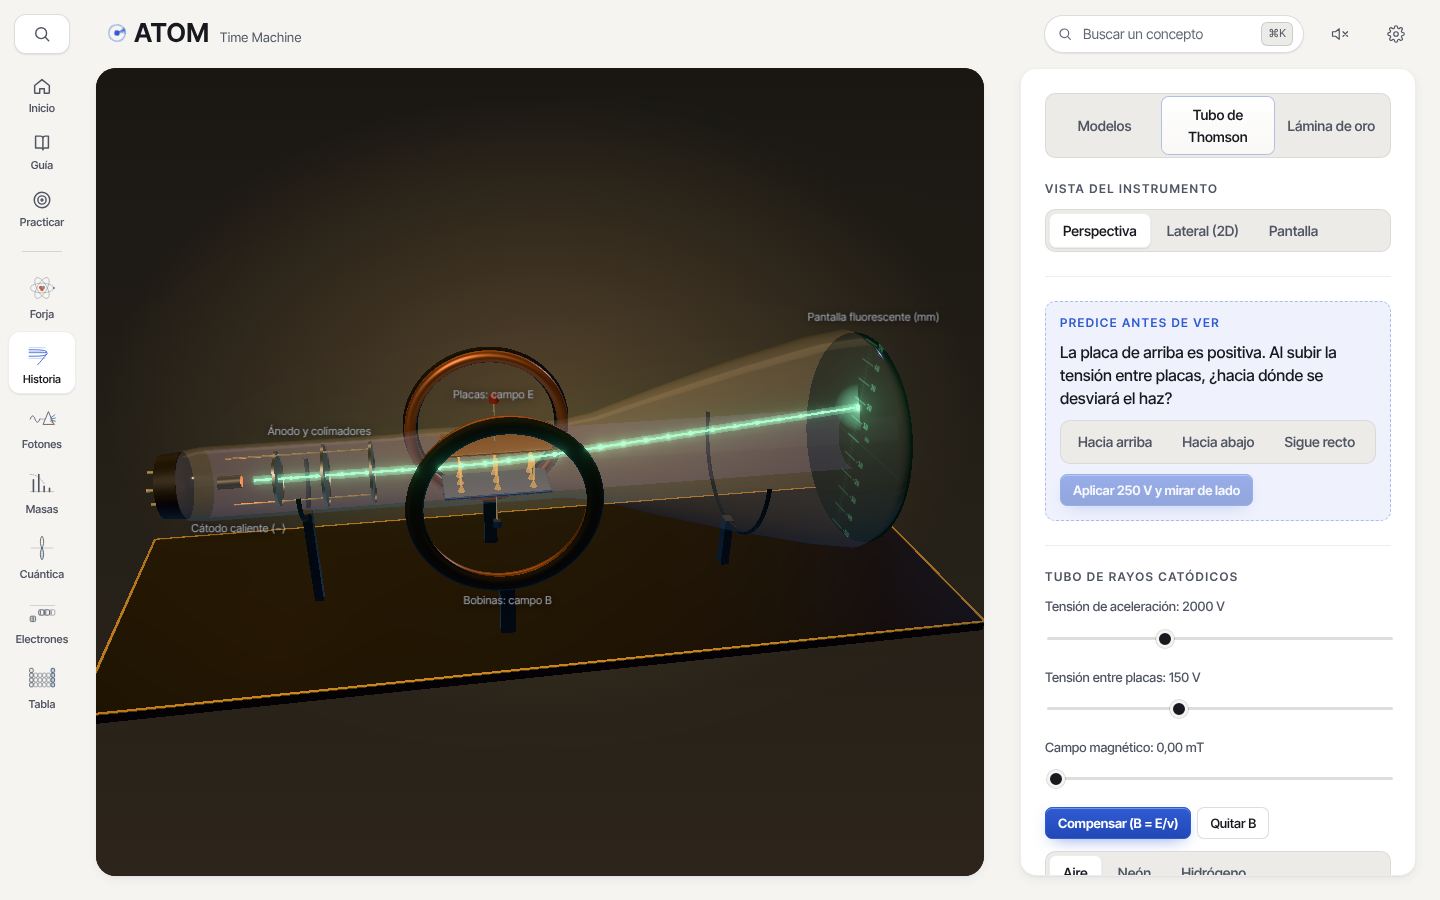 ATOM Time Machine
Buscar un concepto ⌘K
Inicio
Guía
Practicar
Forja
Historia
Fotones
Masas
Cuántica
Electrones
Tabla
Pantalla fluorescente (mm)
Placas: campo E
Ánodo y colimadores
Cátodo caliente (−)
Bobinas: campo B
Modelos
Tubo de
Thomson
Lámina de oro
VISTA DEL INSTRUMENTO
Perspectiva Lateral (2D) Pantalla
PREDICE ANTES DE VER
La placa de arriba es positiva. Al subir la
tensión entre placas, ¿hacia dónde se
desviará el haz?
Hacia arriba Hacia abajo Sigue recto
Aplicar 250 V y mirar de lado
TUBO DE RAYOS CATÓDICOS
Tensión de aceleración: 2000 V
Tensión entre placas: 150 V
Campo magnético: 0,00 mT
Compensar (B = E/v) Quitar B
Aire Neón Hidrógeno